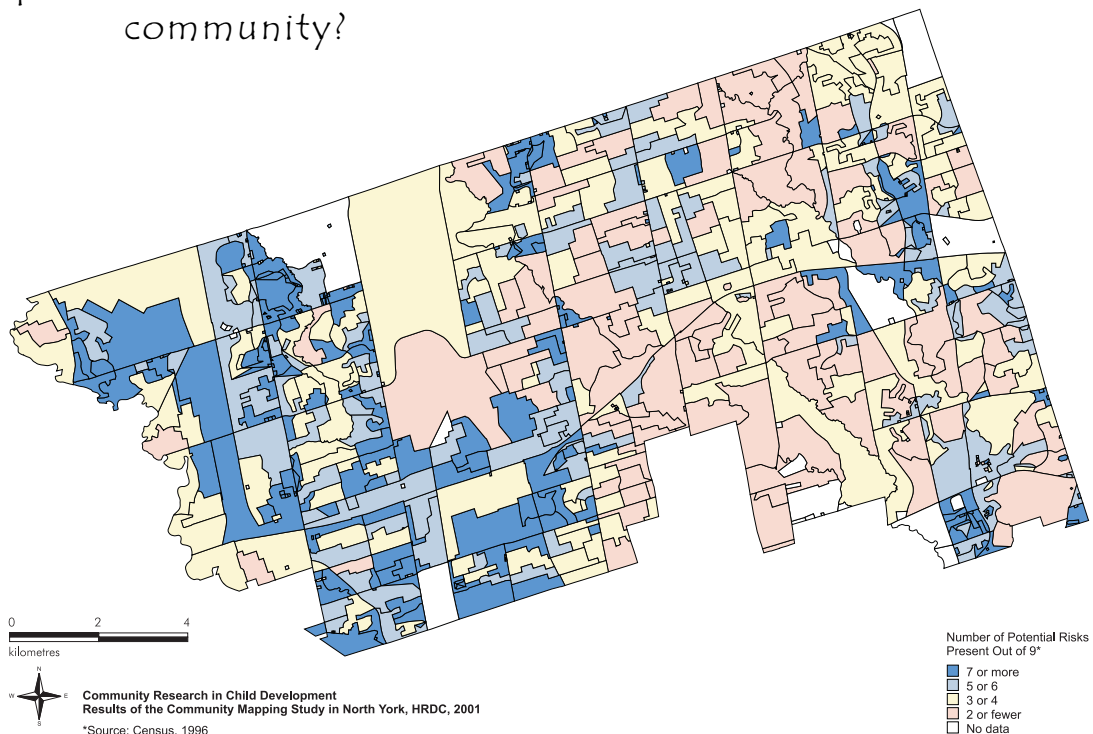 community?
0 2 4
kilometres
N
W E
S
Community Research in Child Development
Results of the Community Mapping Study in North York, HRDC, 2001
*Source: Census, 1996
Number of Potential Risks
Present Out of 9*
7 or more
5 or 6
3 or 4
2 or fewer
No data